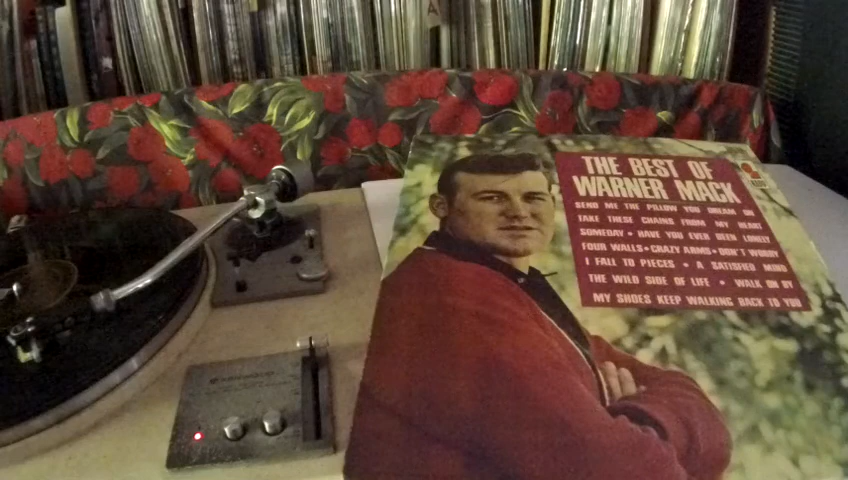 THE BEST OF
WARNER MACK
SEND ME THE PILLOW YOU DREAM ON
TAKE THESE CHAINS FROM MY HEART
SOMEDAY • HAVE YOU EVER BEEN LONELY
FOUR WALLS • CRAZY ARMS • DON'T WORRY
I FALL TO PIECES • A SATISFIED MIND
THE WILD SIDE OF LIFE • WALK ON BY
MY SHOES KEEP WALKING BACK TO YOU
KENWOOD